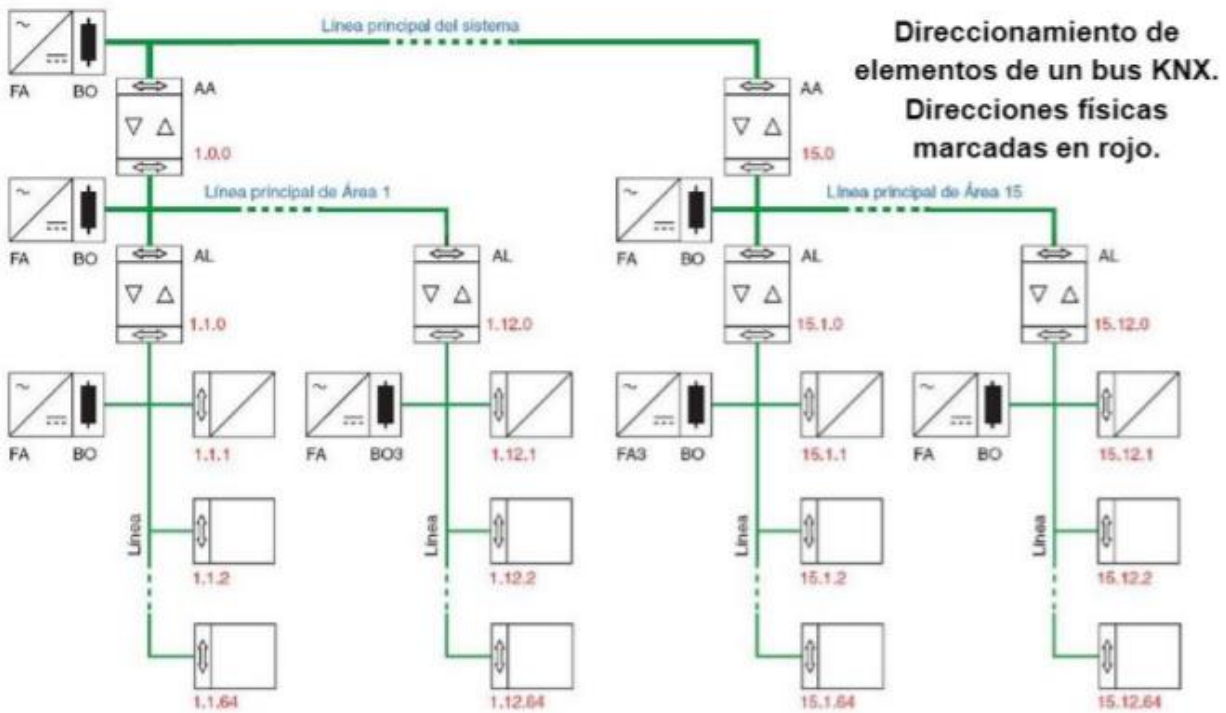 Línea principal del sistema
Direccionamiento de
elementos de un bus KNX.
Direcciones físicas
marcadas en rojo.
FA BO AA AA
1.0.0 15.0
Línea principal de Área 1 Línea principal de Área 15
FA BO AL AL FA BO AL AL
1.1.0 1.12.0 15.1.0 15.12.0
FA BO 1.1.1 FA BO3 1.12.1 FA3 BO 15.1.1 FA BO 15.12.1
Línea Línea Línea Línea
1.1.2 1.12.2 15.1.2 15.12.2
1.1.64 1.12.64 15.1.64 15.12.64